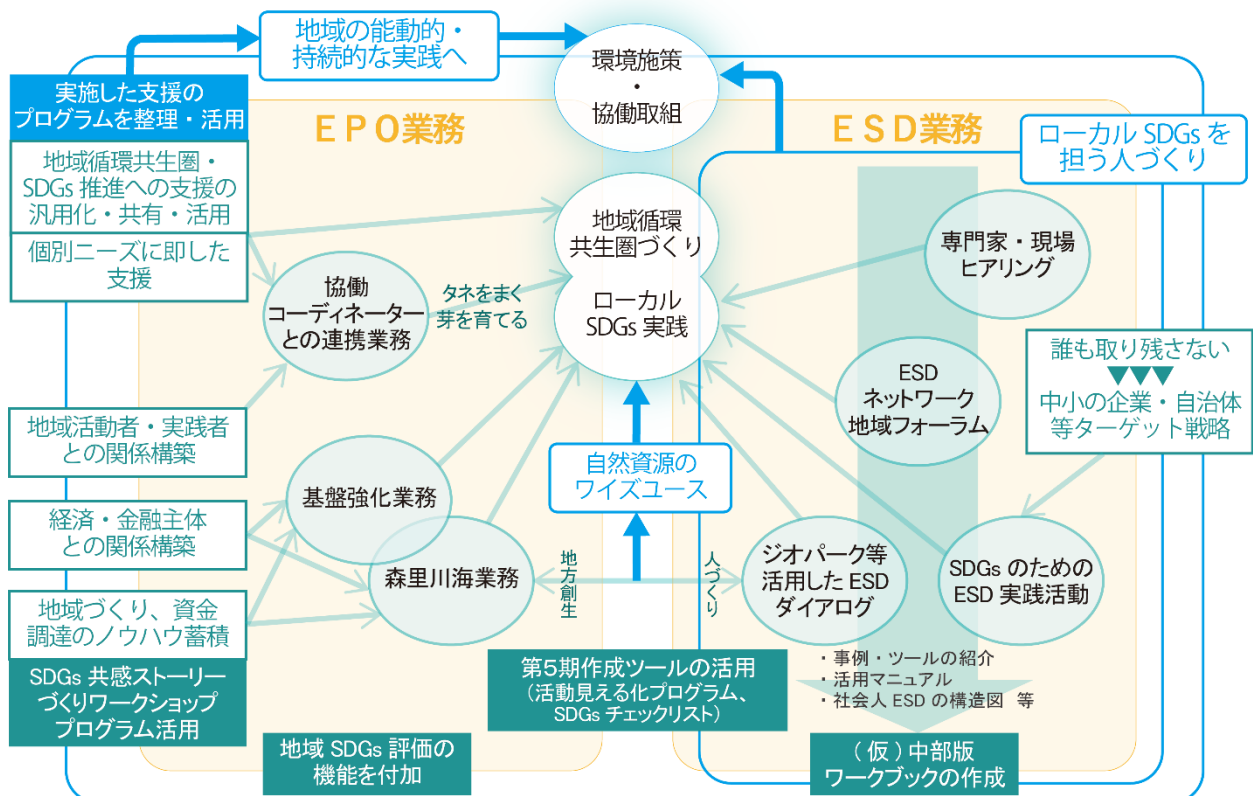 地域の能動的・
持続的な実践へ
環境施策
・
協働取組
実施した支援の
プログラムを整理・活用
EPO業務
ESD業務
ローカル SDGs を
担う人づくり
地域循環共生圏・
SDGs 推進への支援の
汎用化・共有・活用
個別ニーズに即した
支援
地域循環
共生圏づくり
ローカル
SDGs 実践
専門家・現場
ヒアリング
協働
コーディネーター
との連携業務
タネをまく
芽を育てる
ESD
ネットワーク
地域フォーラム
誰も取り残さない
▼▼▼
中小の企業・自治体
等ターゲット戦略
地域活動者・実践者
との関係構築
自然資源の
ワイズユース
基盤強化業務
経済・金融主体
との関係構築
森里川海業務
地方創生
人づくり
ジオパーク等
活用した ESD
ダイアログ
SDGs のための
ESD 実践活動
地域づくり、資金
調達のノウハウ蓄積
SDGs 共感ストーリー
づくりワークショップ
プログラム活用
第5期作成ツールの活用
（活動見える化プログラム、
SDGs チェックリスト）
・事例・ツールの紹介
・活用マニュアル
・社会人 ESD の構造図 等
地域 SDGs 評価の
機能を付加
（仮）中部版
ワークブックの作成